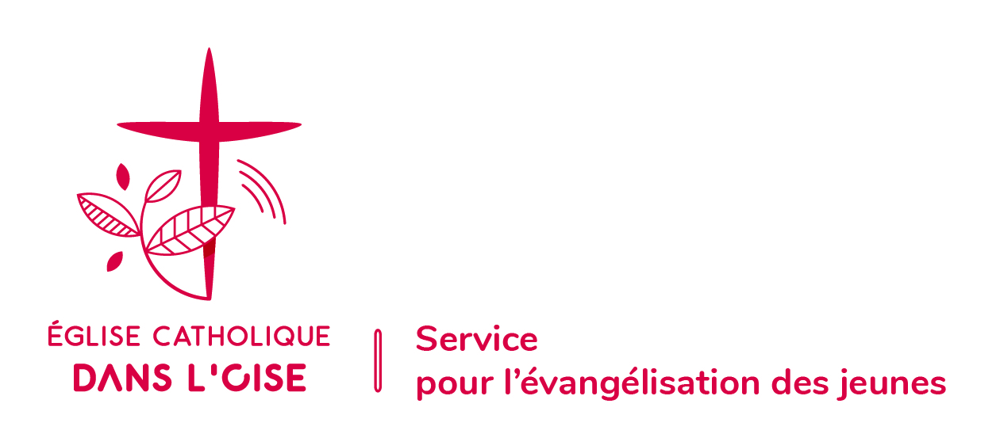 ÉGLISE CATHOLIQUE
DANS L'OISE
Service
pour l’évangélisation des jeunes